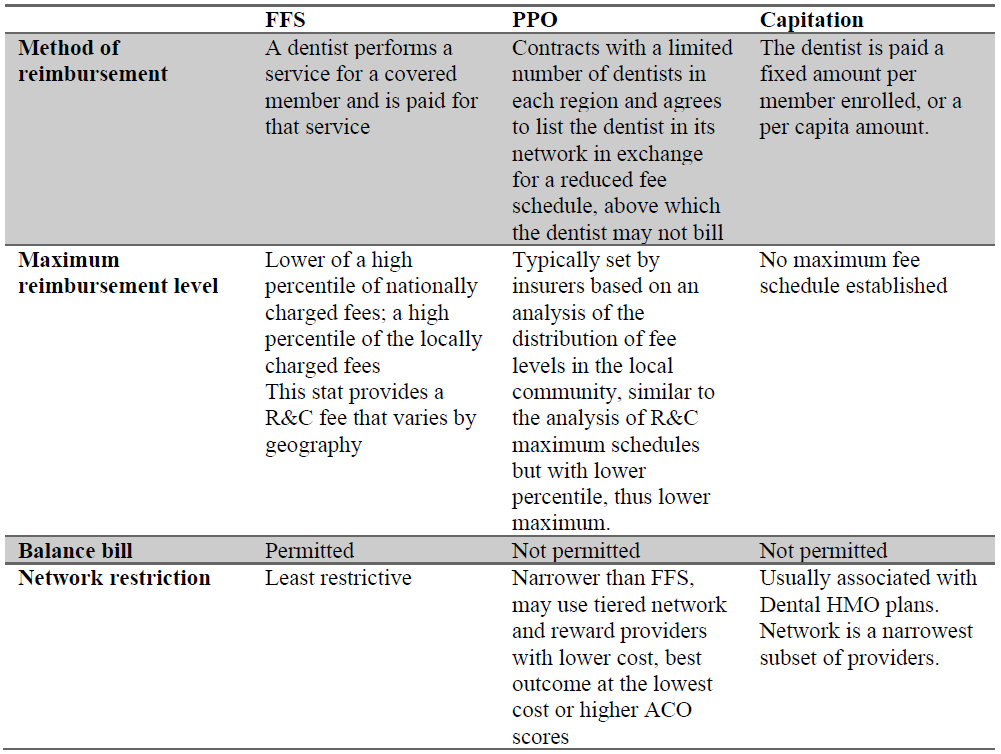 FFS PPO Capitation
Method of
reimbursement
A dentist performs a
service for a covered
member and is paid for
that service
Contracts with a limited
number of dentists in
each region and agrees
to list the dentist in its
network in exchange
for a reduced fee
schedule, above which
the dentist may not bill
The dentist is paid a
fixed amount per
member enrolled, or a
per capita amount.
Maximum
reimbursement level
Lower of a high
percentile of nationally
charged fees; a high
percentile of the locally
charged fees
This stat provides a
R&C fee that varies by
geography
Typically set by
insurers based on an
analysis of the
distribution of fee
levels in the local
community, similar to
the analysis of R&C
maximum schedules
but with lower
percentile, thus lower
maximum.
No maximum fee
schedule established
Balance bill
Permitted
Not permitted
Not permitted
Network restriction
Least restrictive
Narrower than FFS,
may use tiered network
and reward providers
with lower cost, best
outcome at the lowest
cost or higher ACO
scores
Usually associated with
Dental HMO plans.
Network is a narrowest
subset of providers.